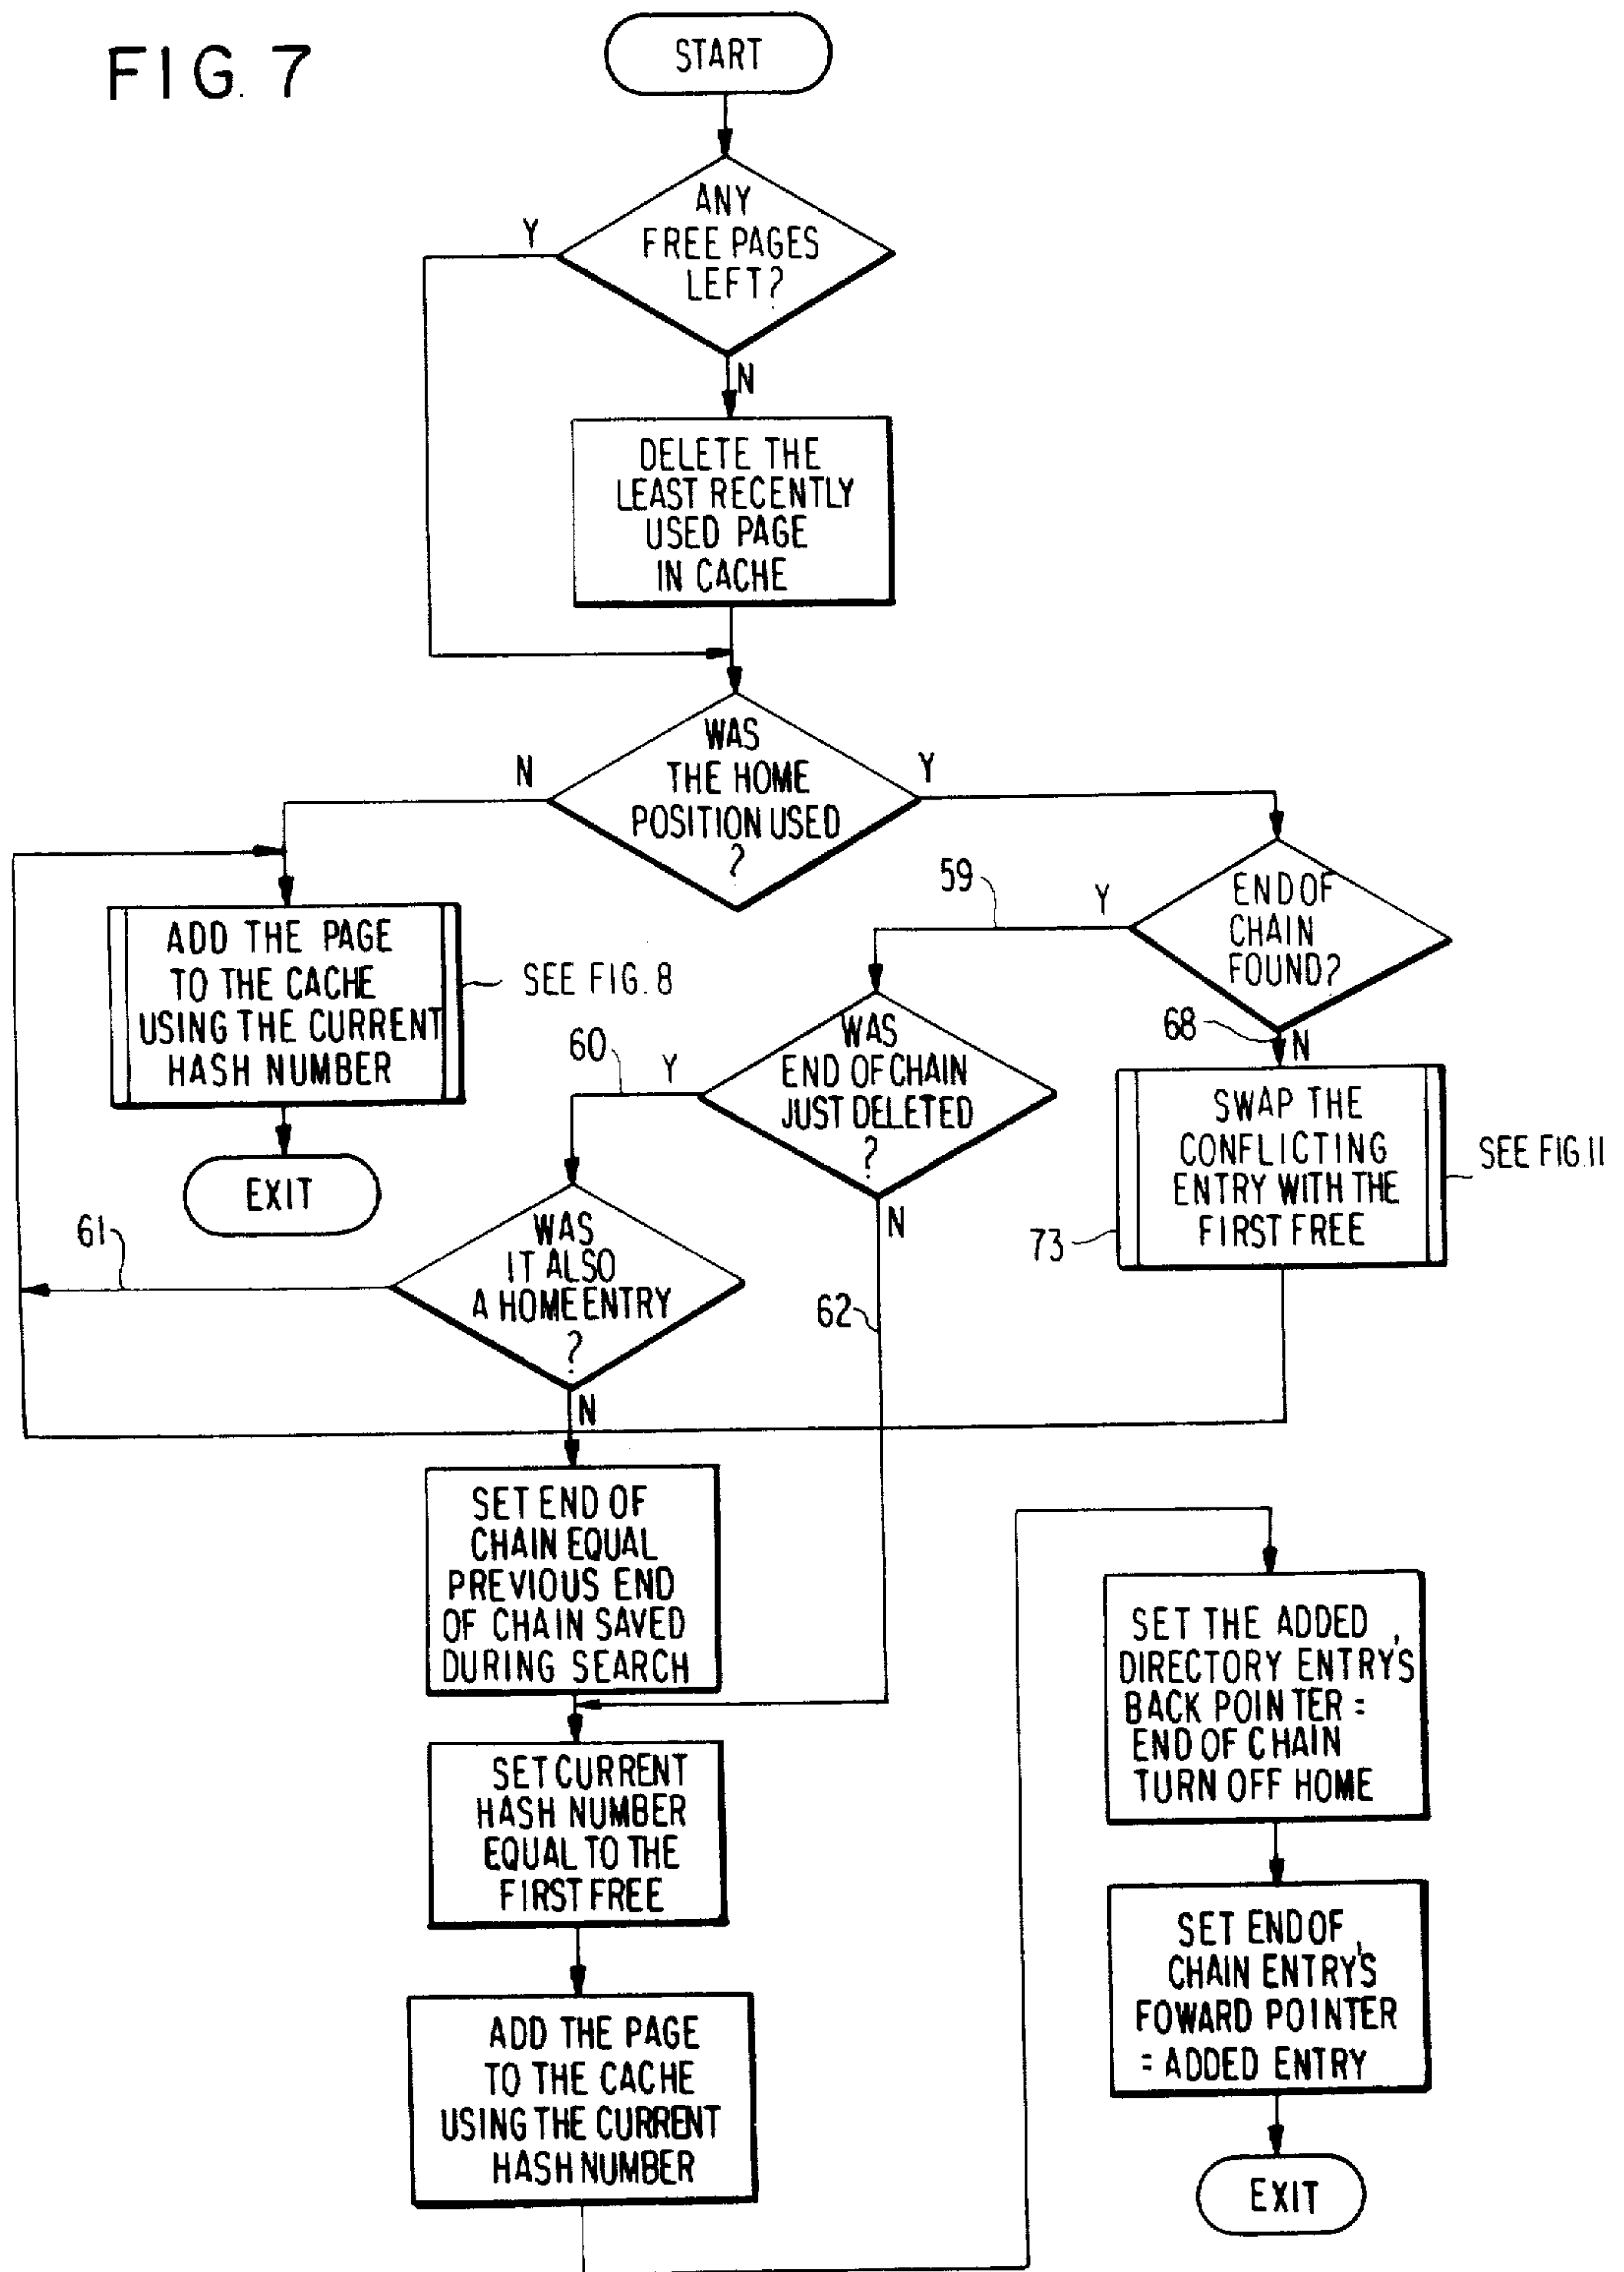 FIG. 7
START
ANY
FREE PAGES
LEFT?
Y
N
DELETE THE
LEAST RECENTLY
USED PAGE
IN CACHE
WAS
THE HOME
POSITION USED
?
N
Y
END OF
CHAIN
FOUND?
59
Y
68
N
ADD THE PAGE
TO THE CACHE
USING THE CURRENT
HASH NUMBER
SEE FIG. 8
EXIT
WAS
END OF CHAIN
JUST DELETED
?
60
Y
N
62
SWAP THE
CONFLICTING
ENTRY WITH THE
FIRST FREE
SEE FIG. 11
73
WAS
IT ALSO
A HOME ENTRY
?
61
N
SET END OF
CHAIN EQUAL
PREVIOUS END
OF CHAIN SAVED
DURING SEARCH
SET CURRENT
HASH NUMBER
EQUAL TO THE
FIRST FREE
ADD THE PAGE
TO THE CACHE
USING THE CURRENT
HASH NUMBER
SET THE ADDED
DIRECTORY ENTRY'S
BACK POINTER =
END OF CHAIN
TURN OFF HOME
SET END OF
CHAIN ENTRY'S
FOWARD POINTER
= ADDED ENTRY
EXIT